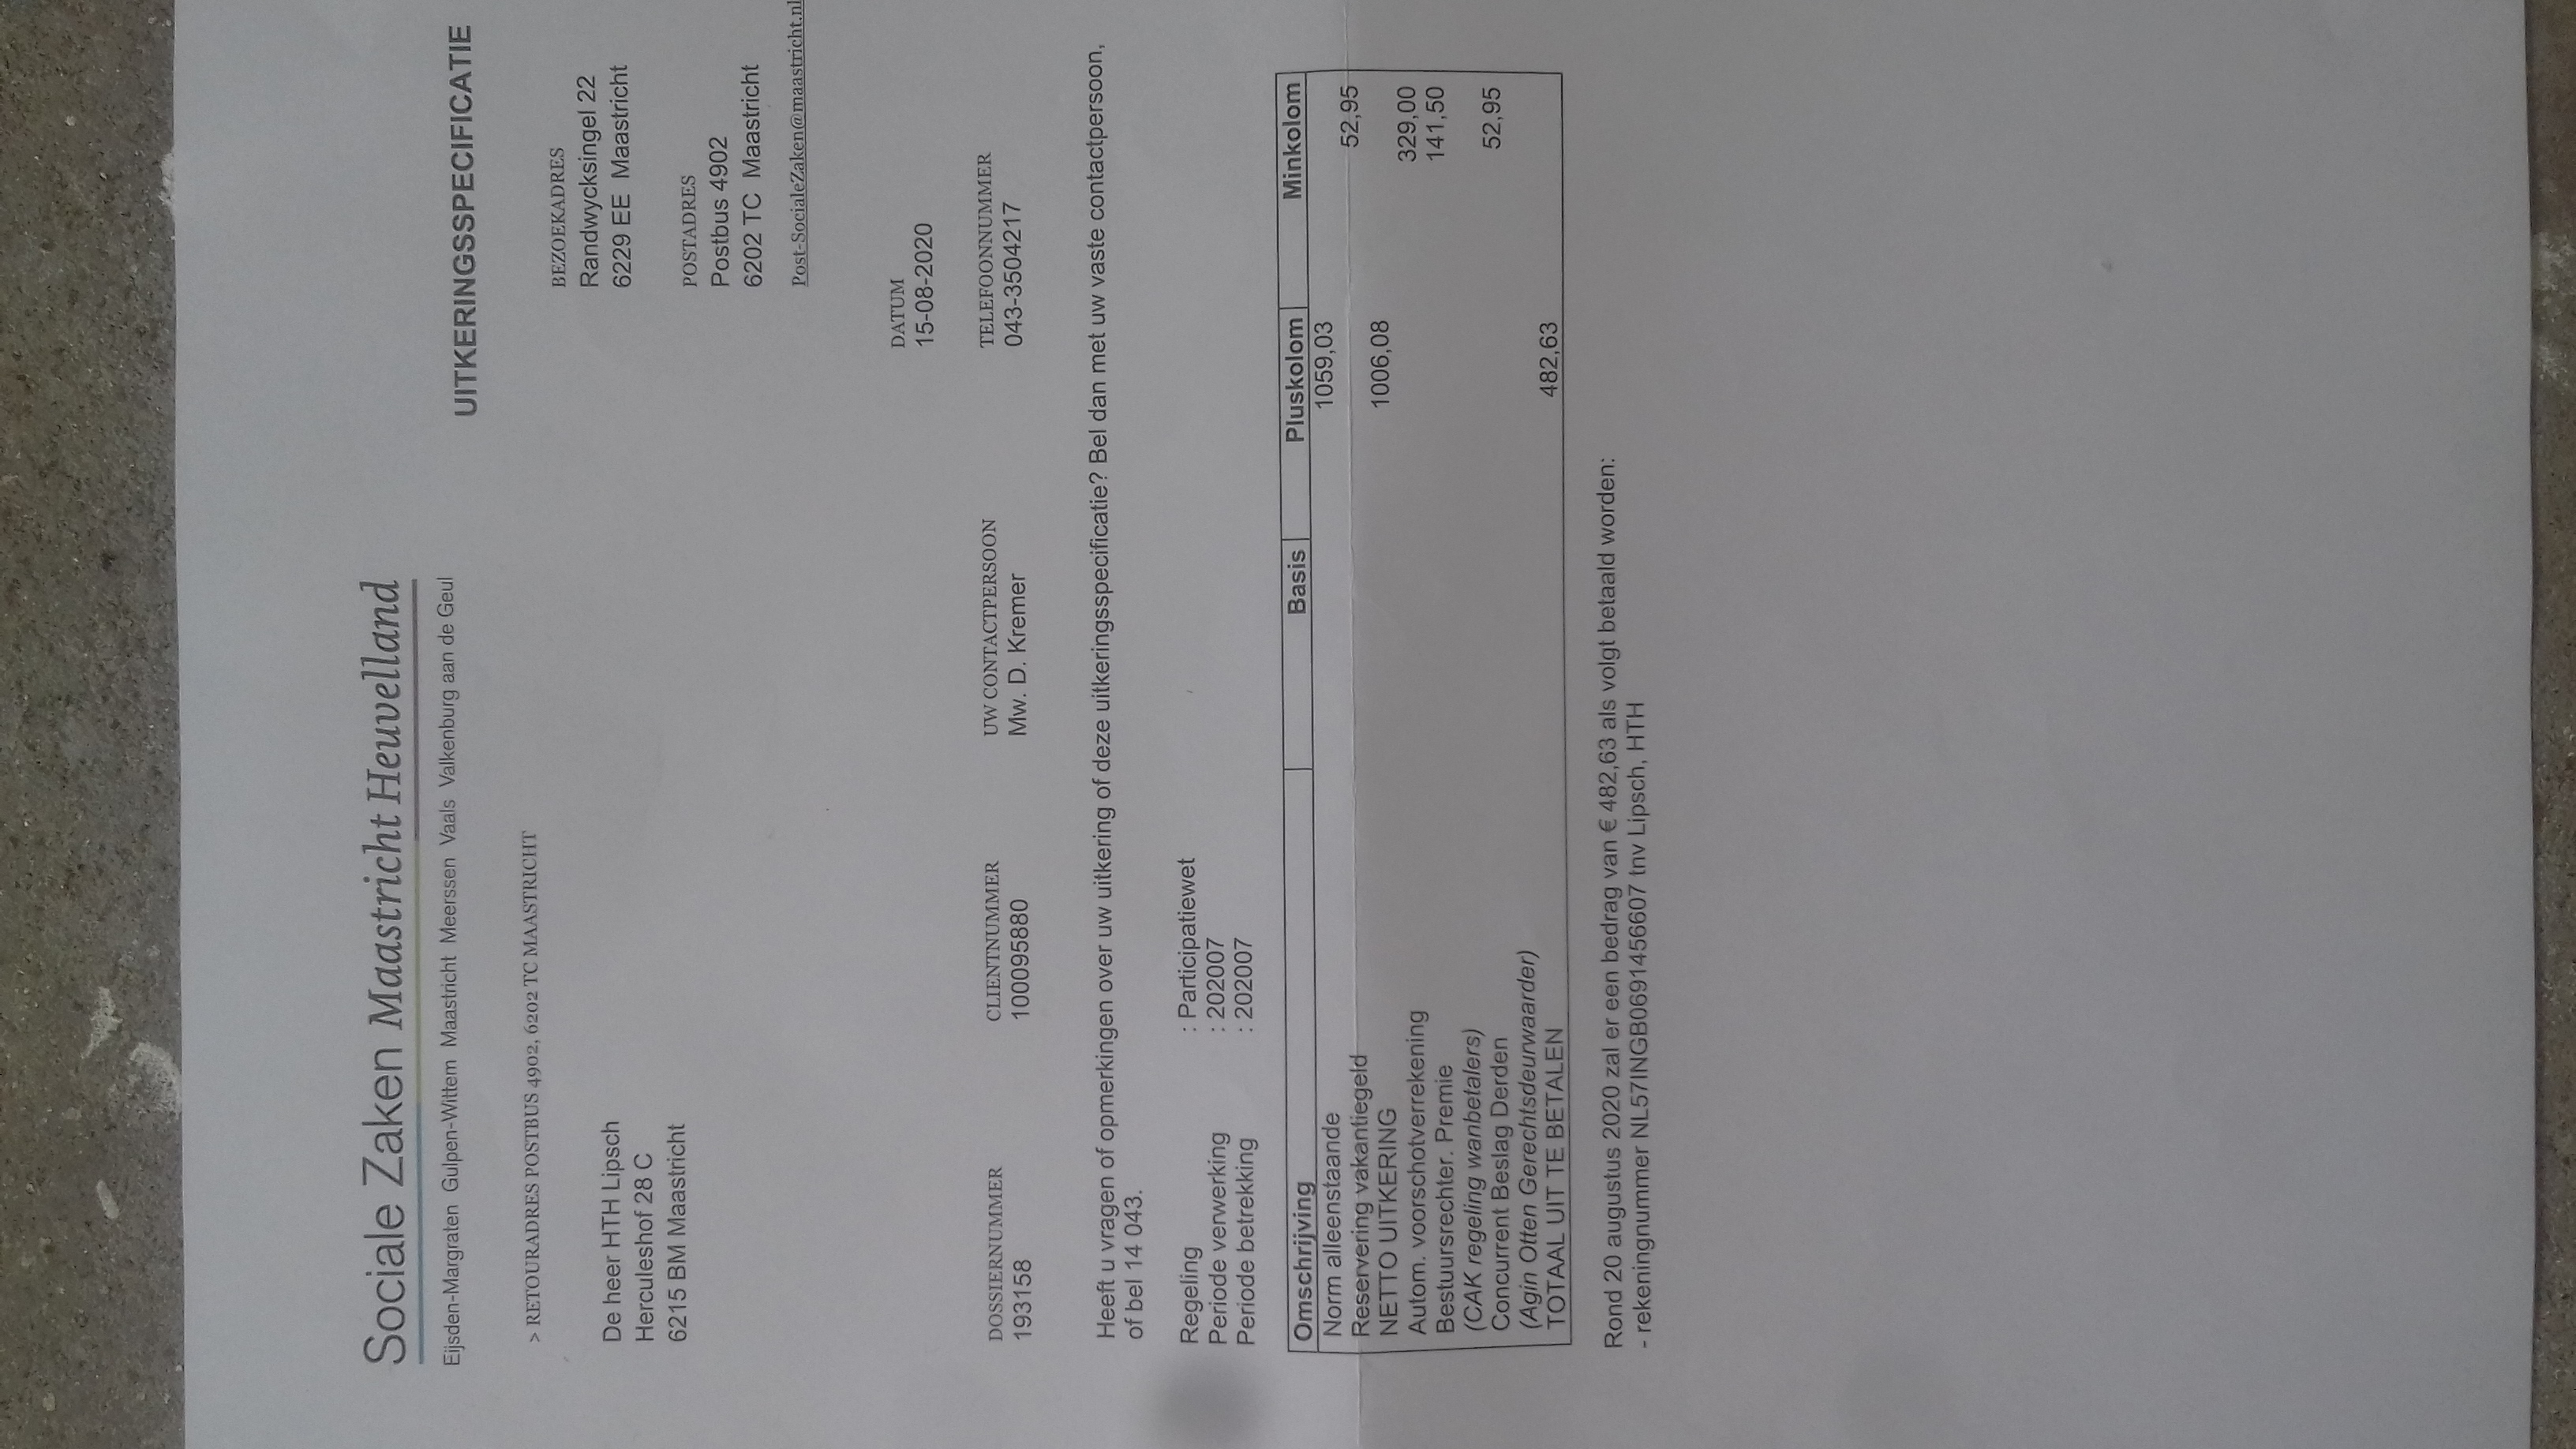 Sociale Zaken Maastricht Heuvelland
Eijsden-Margraten Gulpen-Wittem Maastricht Meerssen Vaals Valkenburg aan de Geul
UITKERINGSSPECIFICATIE
> RETOURADRES POSTBUS 4902, 6202 TC MAASTRICHT
BEZOEKADRES
Randwycksingel 22
6229 EE Maastricht
De heer HTH Lipsch
Herculeshof 28 C
6215 BM Maastricht
POSTADRES
Postbus 4902
6202 TC Maastricht
Post-SocialeZaken@maastricht.nl
DATUM
15-08-2020
DOSSIERNUMMER CLIENTNUMMER UW CONTACTPERSOON TELEFOONNUMMER
193158 100095880 Mw. D. Kremer 043-3504217
Heeft u vragen of opmerkingen over uw uitkering of deze uitkeringsspecificatie? Bel dan met uw vaste contactpersoon,
of bel 14 043.
Regeling : Participatiewet
Periode verwerking : 202007
Periode betrekking : 202007
Omschrijving Basis Pluskolom Minkolom
Norm alleenstaande 1059,03
Reservering vakantiegeld 52,95
NETTO UITKERING 1006,08
Autom. voorschotverrekening 329,00
Bestuursrechter. Premie 141,50
(CAK regeling wanbetalers)
Concurrent Beslag Derden 52,95
(Agin Otten Gerechtsdeurwaarder)
TOTAAL UIT TE BETALEN 482,63
Rond 20 augustus 2020 zal er een bedrag van € 482,63 als volgt betaald worden:
- rekeningnummer NL57INGB0691456607 tnv Lipsch, HTH